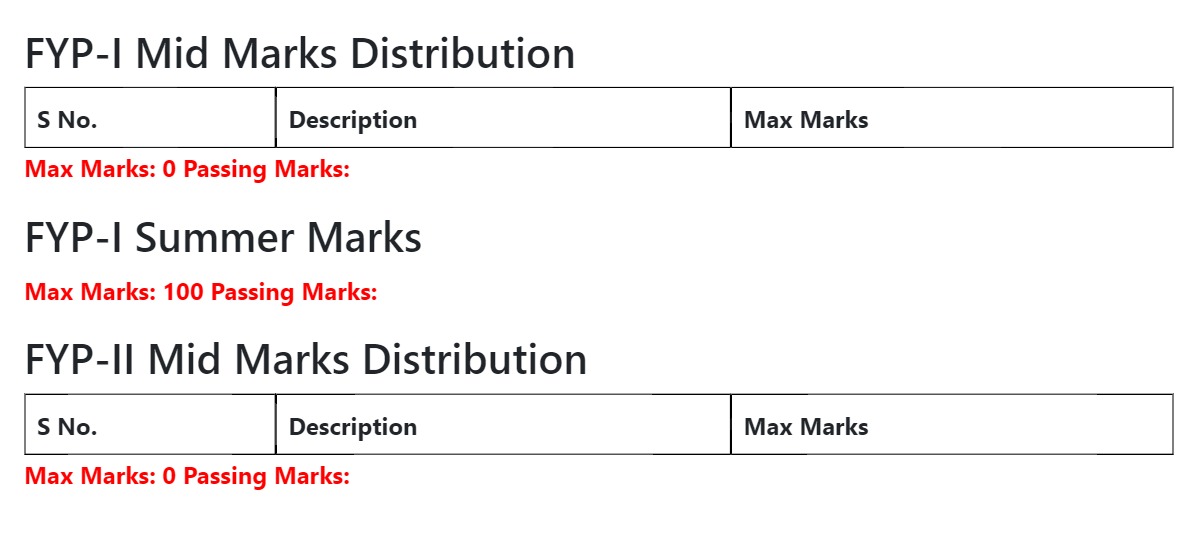 FYP-I Mid Marks Distribution
S No. Description Max Marks
Max Marks: 0 Passing Marks:
FYP-I Summer Marks
Max Marks: 100 Passing Marks:
FYP-II Mid Marks Distribution
S No. Description Max Marks
Max Marks: 0 Passing Marks: